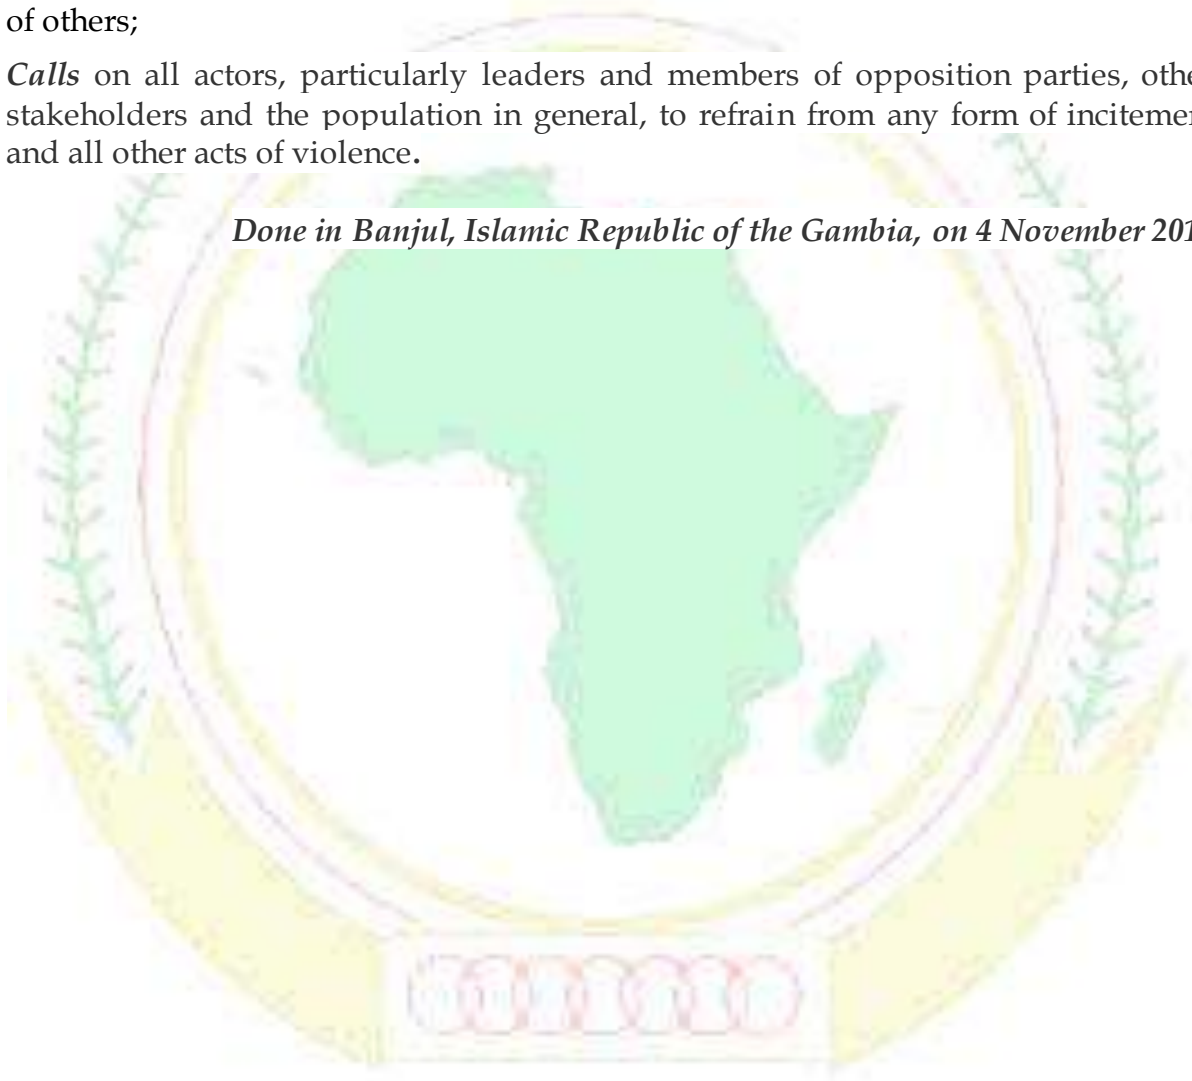 of others;
Calls on all actors, particularly leaders and members of opposition parties, othe
stakeholders and the population in general, to refrain from any form of incitemen
and all other acts of violence.
Done in Banjul, Islamic Republic of the Gambia, on 4 November 201